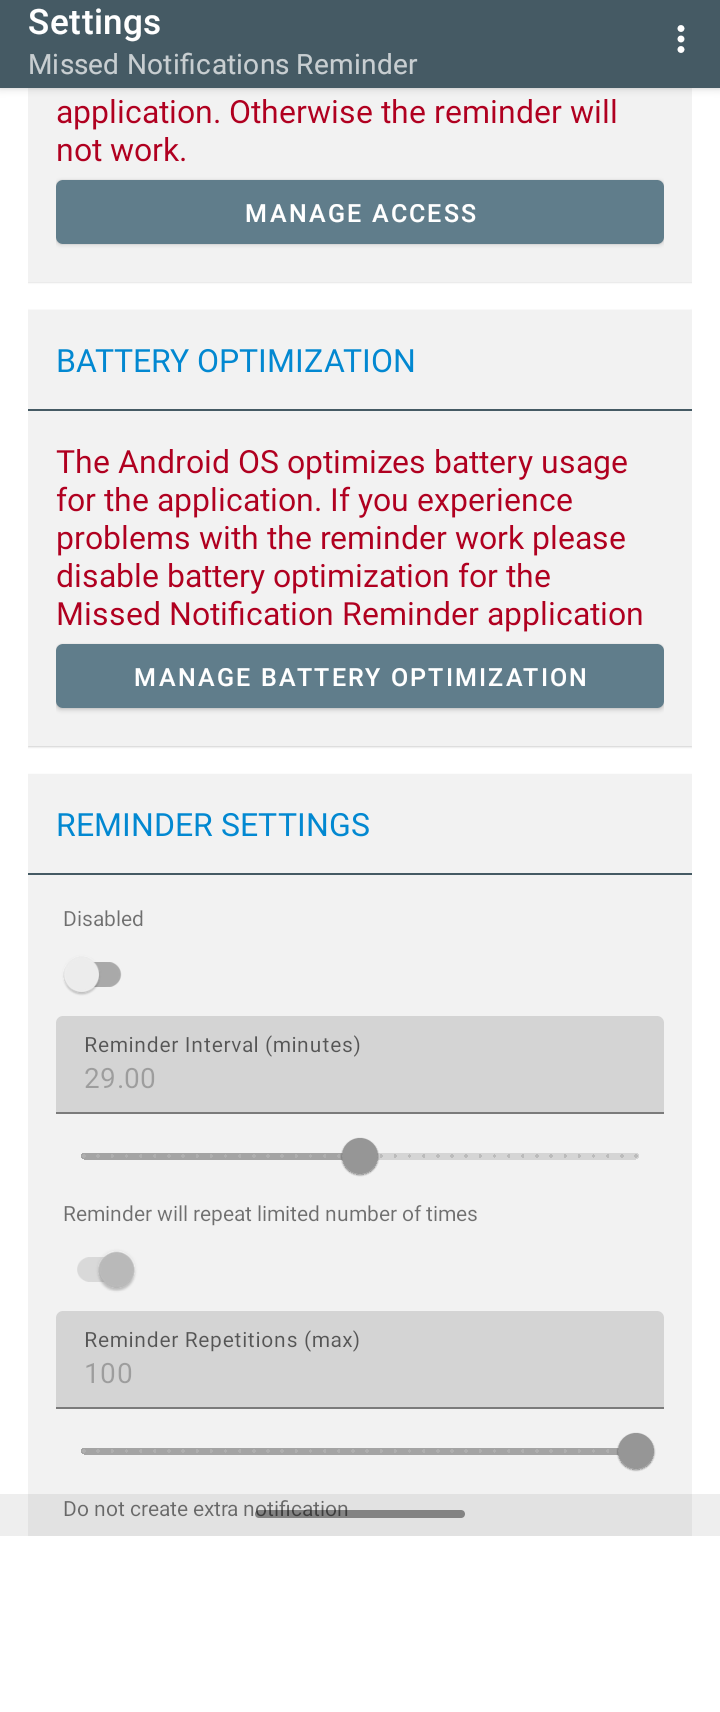 Settings
Missed Notifications Reminder
application. Otherwise the reminder will
not work.
MANAGE ACCESS
BATTERY OPTIMIZATION
The Android OS optimizes battery usage
for the application. If you experience
problems with the reminder work please
disable battery optimization for the
Missed Notification Reminder application
MANAGE BATTERY OPTIMIZATION
REMINDER SETTINGS
Disabled
Reminder Interval (minutes)
29.00
Reminder will repeat limited number of times
Reminder Repetitions (max)
100
Do not create extra notification